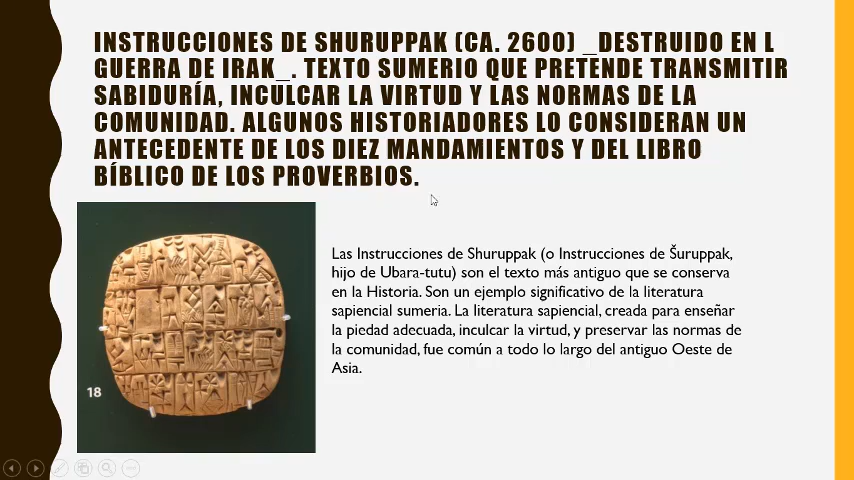 INSTRUCCIONES DE SHURUPPAK (CA. 2600) _DESTRUIDO EN L
GUERRA DE IRAK_. TEXTO SUMERIO QUE PRETENDE TRANSMITIR
SABIDURÍA, INCULCAR LA VIRTUD Y LAS NORMAS DE LA
COMUNIDAD. ALGUNOS HISTORIADORES LO CONSIDERAN UN
ANTECEDENTE DE LOS DIEZ MANDAMIENTOS Y DEL LIBRO
BÍBLICO DE LOS PROVERBIOS.
Las Instrucciones de Shuruppak (o Instrucciones de Šuruppak,
hijo de Ubara-tutu) son el texto más antiguo que se conserva
en la Historia. Son un ejemplo significativo de la literatura
sapiencial sumeria. La literatura sapiencial, creada para enseñar
la piedad adecuada, inculcar la virtud, y preservar las normas de
la comunidad, fue común a todo lo largo del antiguo Oeste de
Asia.
18